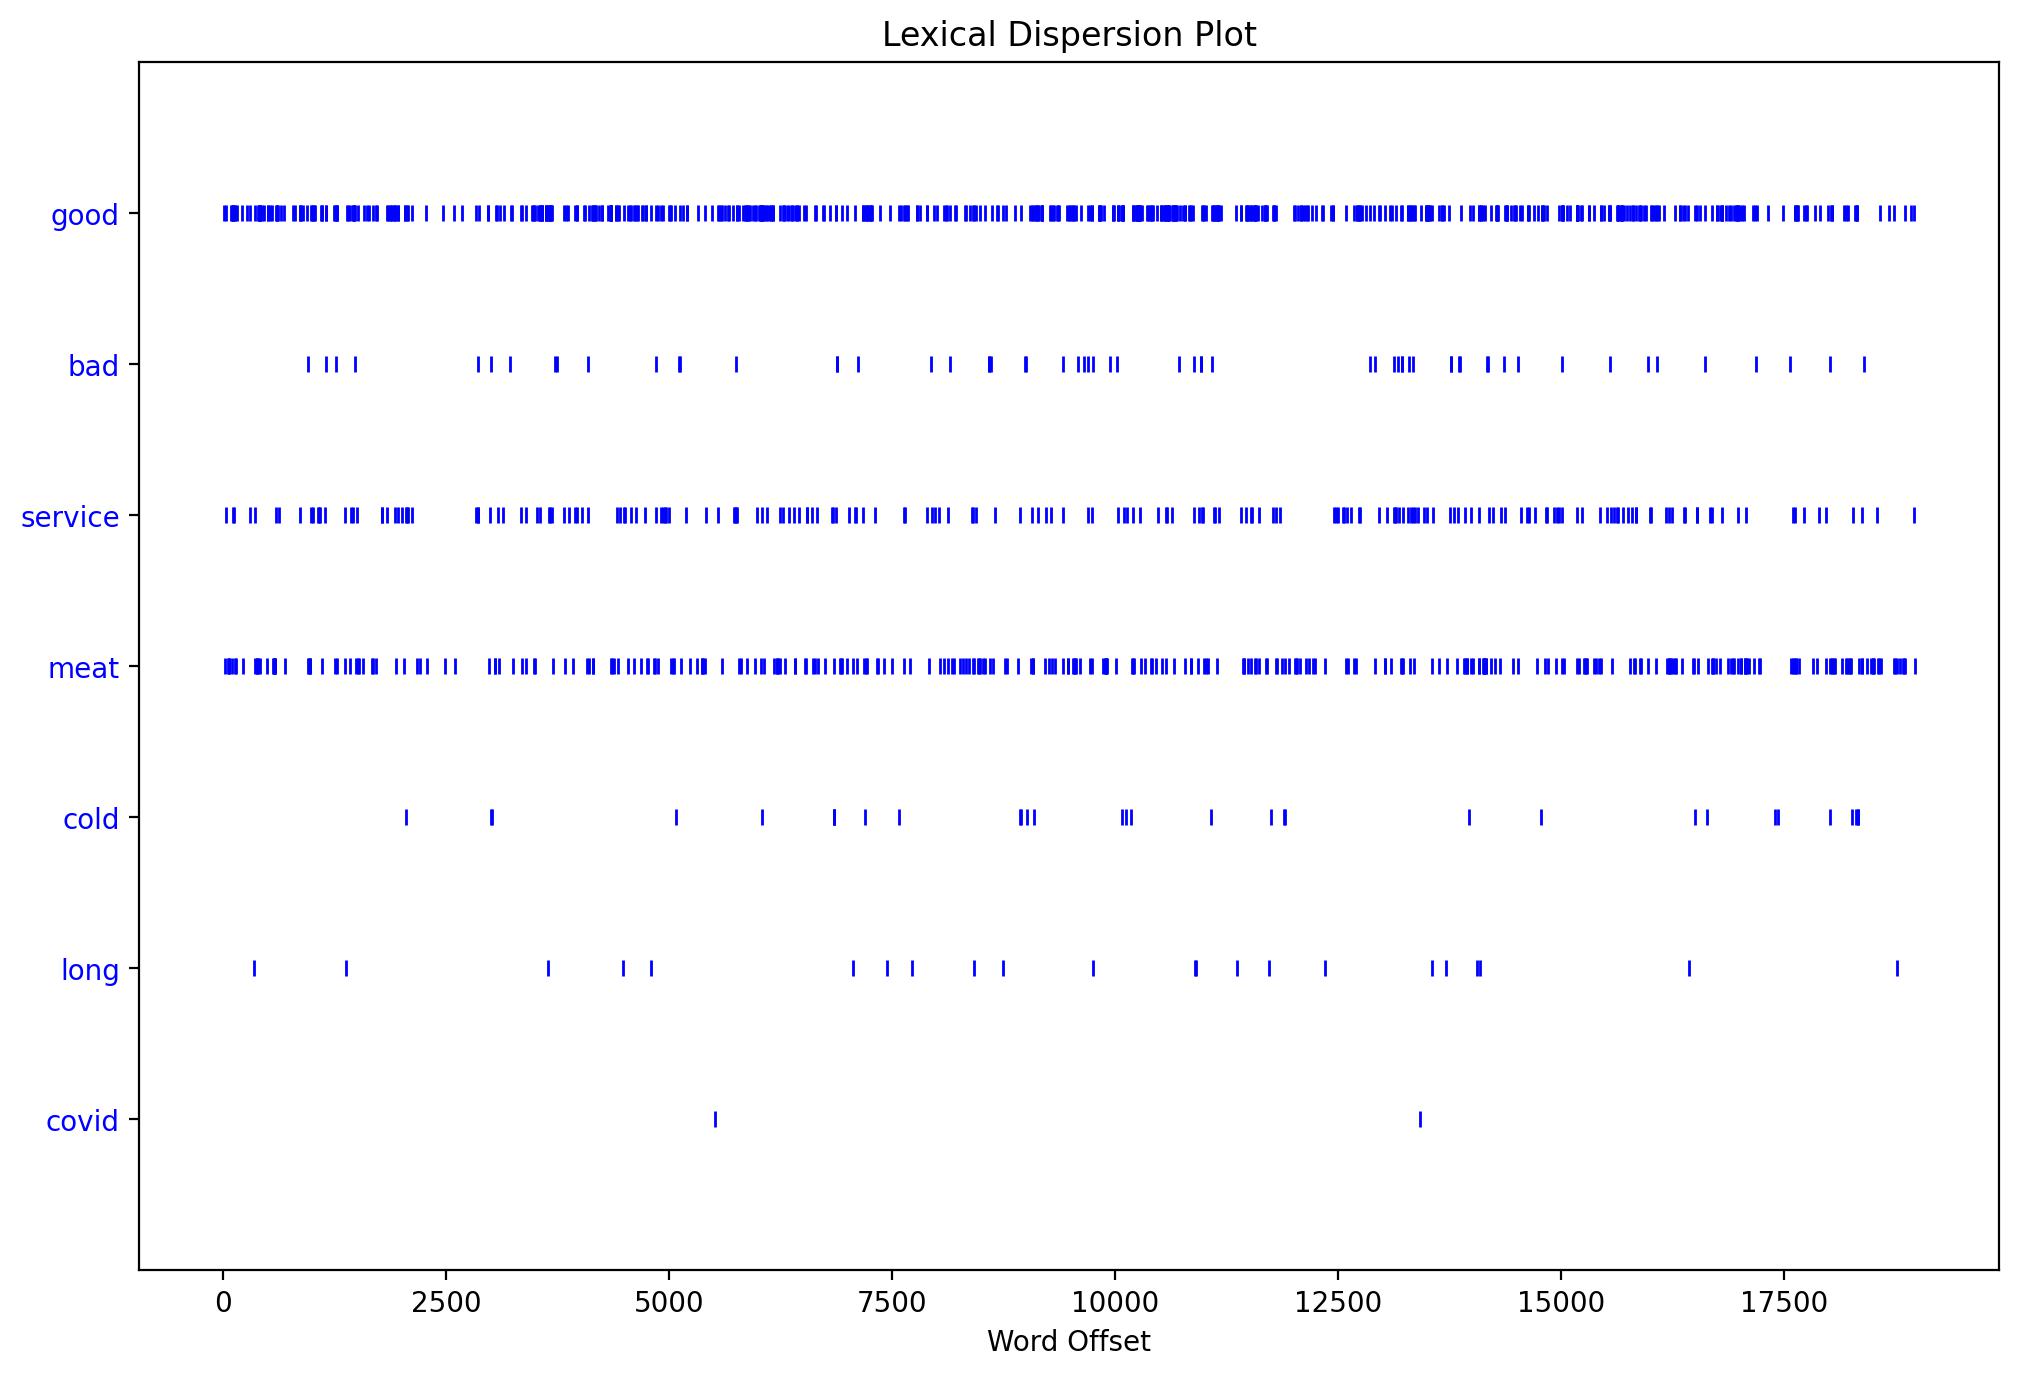 Lexical Dispersion Plot
good
bad
service
meat
cold
long
covid
0 2500 5000 7500 10000 12500 15000 17500
Word Offset